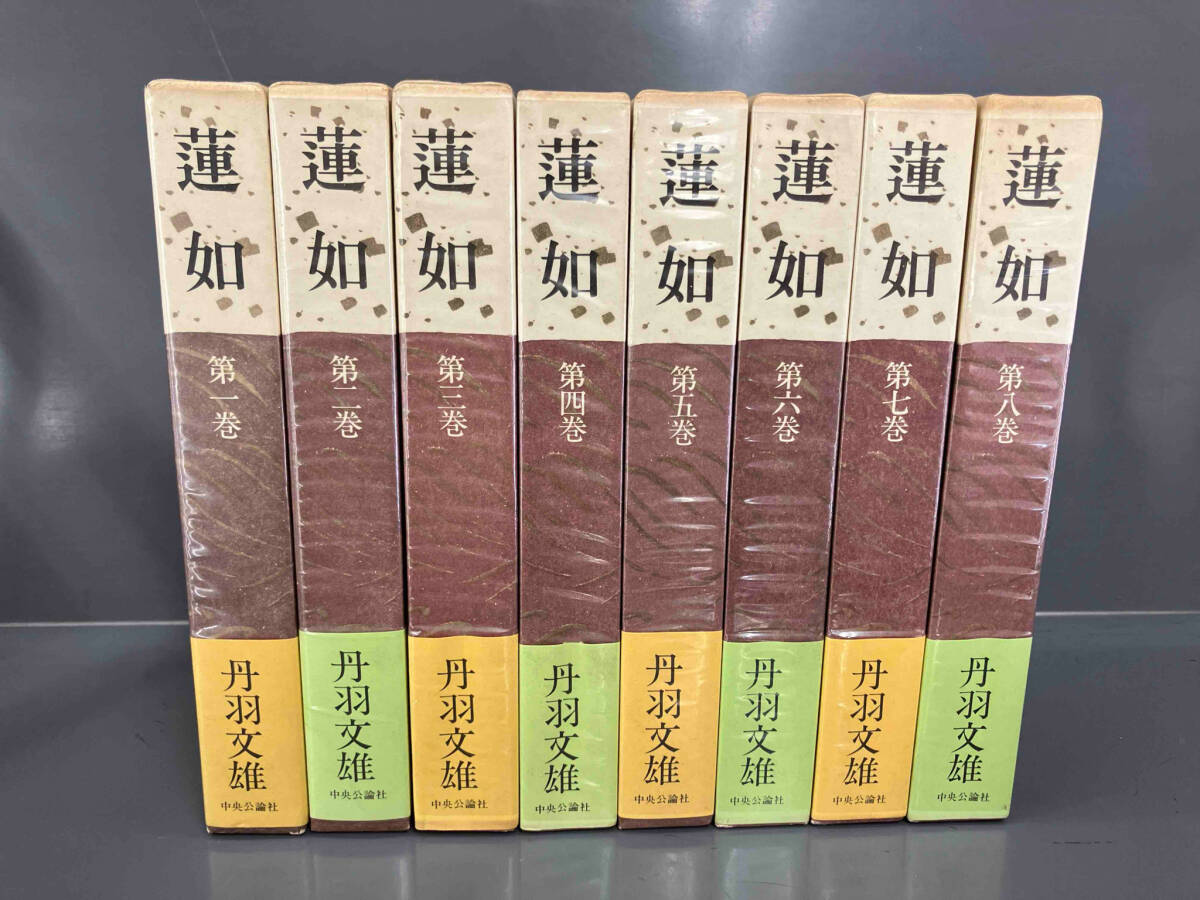 蓮如
第一巻
丹羽文雄
中央公論社
蓮如
第二巻
丹羽文雄
中央公論社
蓮如
第三巻
丹羽文雄
中央公論社
蓮如
第四巻
丹羽文雄
中央公論社
蓮如
第五巻
丹羽文雄
中央公論社
蓮如
第六巻
丹羽文雄
中央公論社
蓮如
第七巻
丹羽文雄
中央公論社
蓮如
第八巻
丹羽文雄
中央公論社